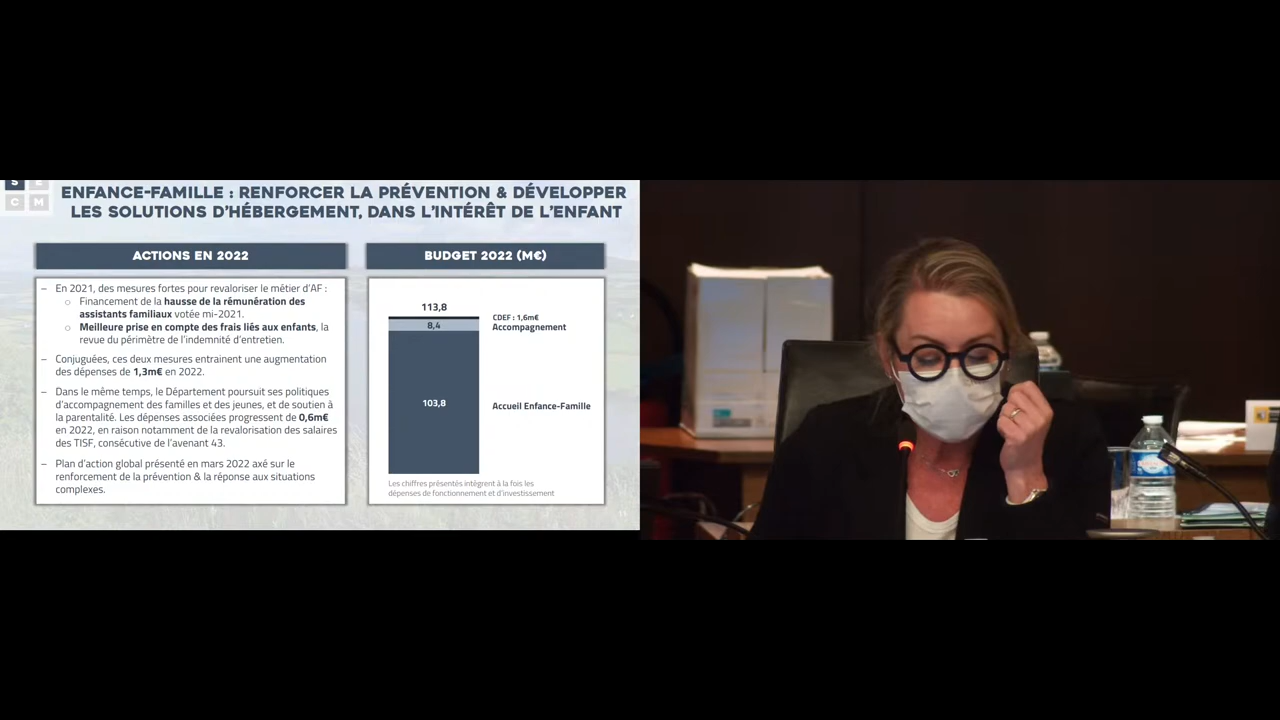 S E
C M
ENFANCE-FAMILLE : RENFORCER LA PRÉVENTION & DÉVELOPPER
LES SOLUTIONS D'HÉBERGEMENT, DANS L'INTÉRÊT DE L'ENFANT
ACTIONS EN 2022
– En 2021, des mesures fortes pour revaloriser le métier d'AF :
○ Financement de la hausse de la rémunération des
assistants familiaux votée mi-2021.
○ Meilleure prise en compte des frais liés aux enfants, la
revue du périmètre de l'indemnité d'entretien.
– Conjuguées, ces deux mesures entrainent une augmentation
des dépenses de 1,3m€ en 2022.
– Dans le même temps, le Département poursuit ses politiques
d'accompagnement des familles et des jeunes, et de soutien à
la parentalité. Les dépenses associées progressent de 0,6m€
en 2022, en raison notamment de la revalorisation des salaires
des TISF, consécutive de l'avenant 43.
– Plan d'action global présenté en mars 2022 axé sur le
renforcement de la prévention & la réponse aux situations
complexes.
BUDGET 2022 (M€)
113,8
CDEF : 1,6m€
8,4
Accompagnement
103,8
Accueil Enfance-Famille
Les chiffres présentés intègrent à la fois les
dépenses de fonctionnement et d'investissement